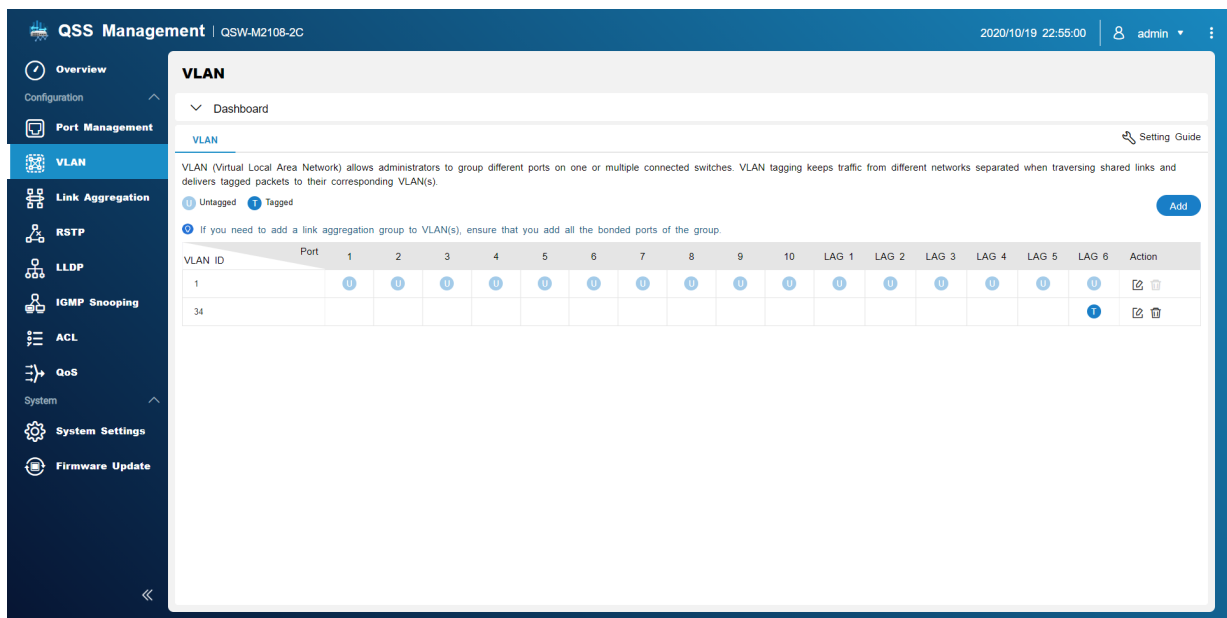 QSS Management | QSW-M2108-2C
2020/10/19 22:55:00
admin
Overview
Configuration
Port Management
VLAN
Link Aggregation
RSTP
LLDP
IGMP Snooping
ACL
QoS
System
System Settings
Firmware Update
VLAN
Dashboard
VLAN
Setting Guide
VLAN (Virtual Local Area Network) allows administrators to group different ports on one or multiple connected switches. VLAN tagging keeps traffic from different networks separated when traversing shared links and
delivers tagged packets to their corresponding VLAN(s).
U Untagged T Tagged
Add
If you need to add a link aggregation group to VLAN(s), ensure that you add all the bonded ports of the group.
VLAN ID Port 1 2 3 4 5 6 7 8 9 10 LAG 1 LAG 2 LAG 3 LAG 4 LAG 5 LAG 6 Action
1 U U U U U U U U U U U U U U U U
34 T